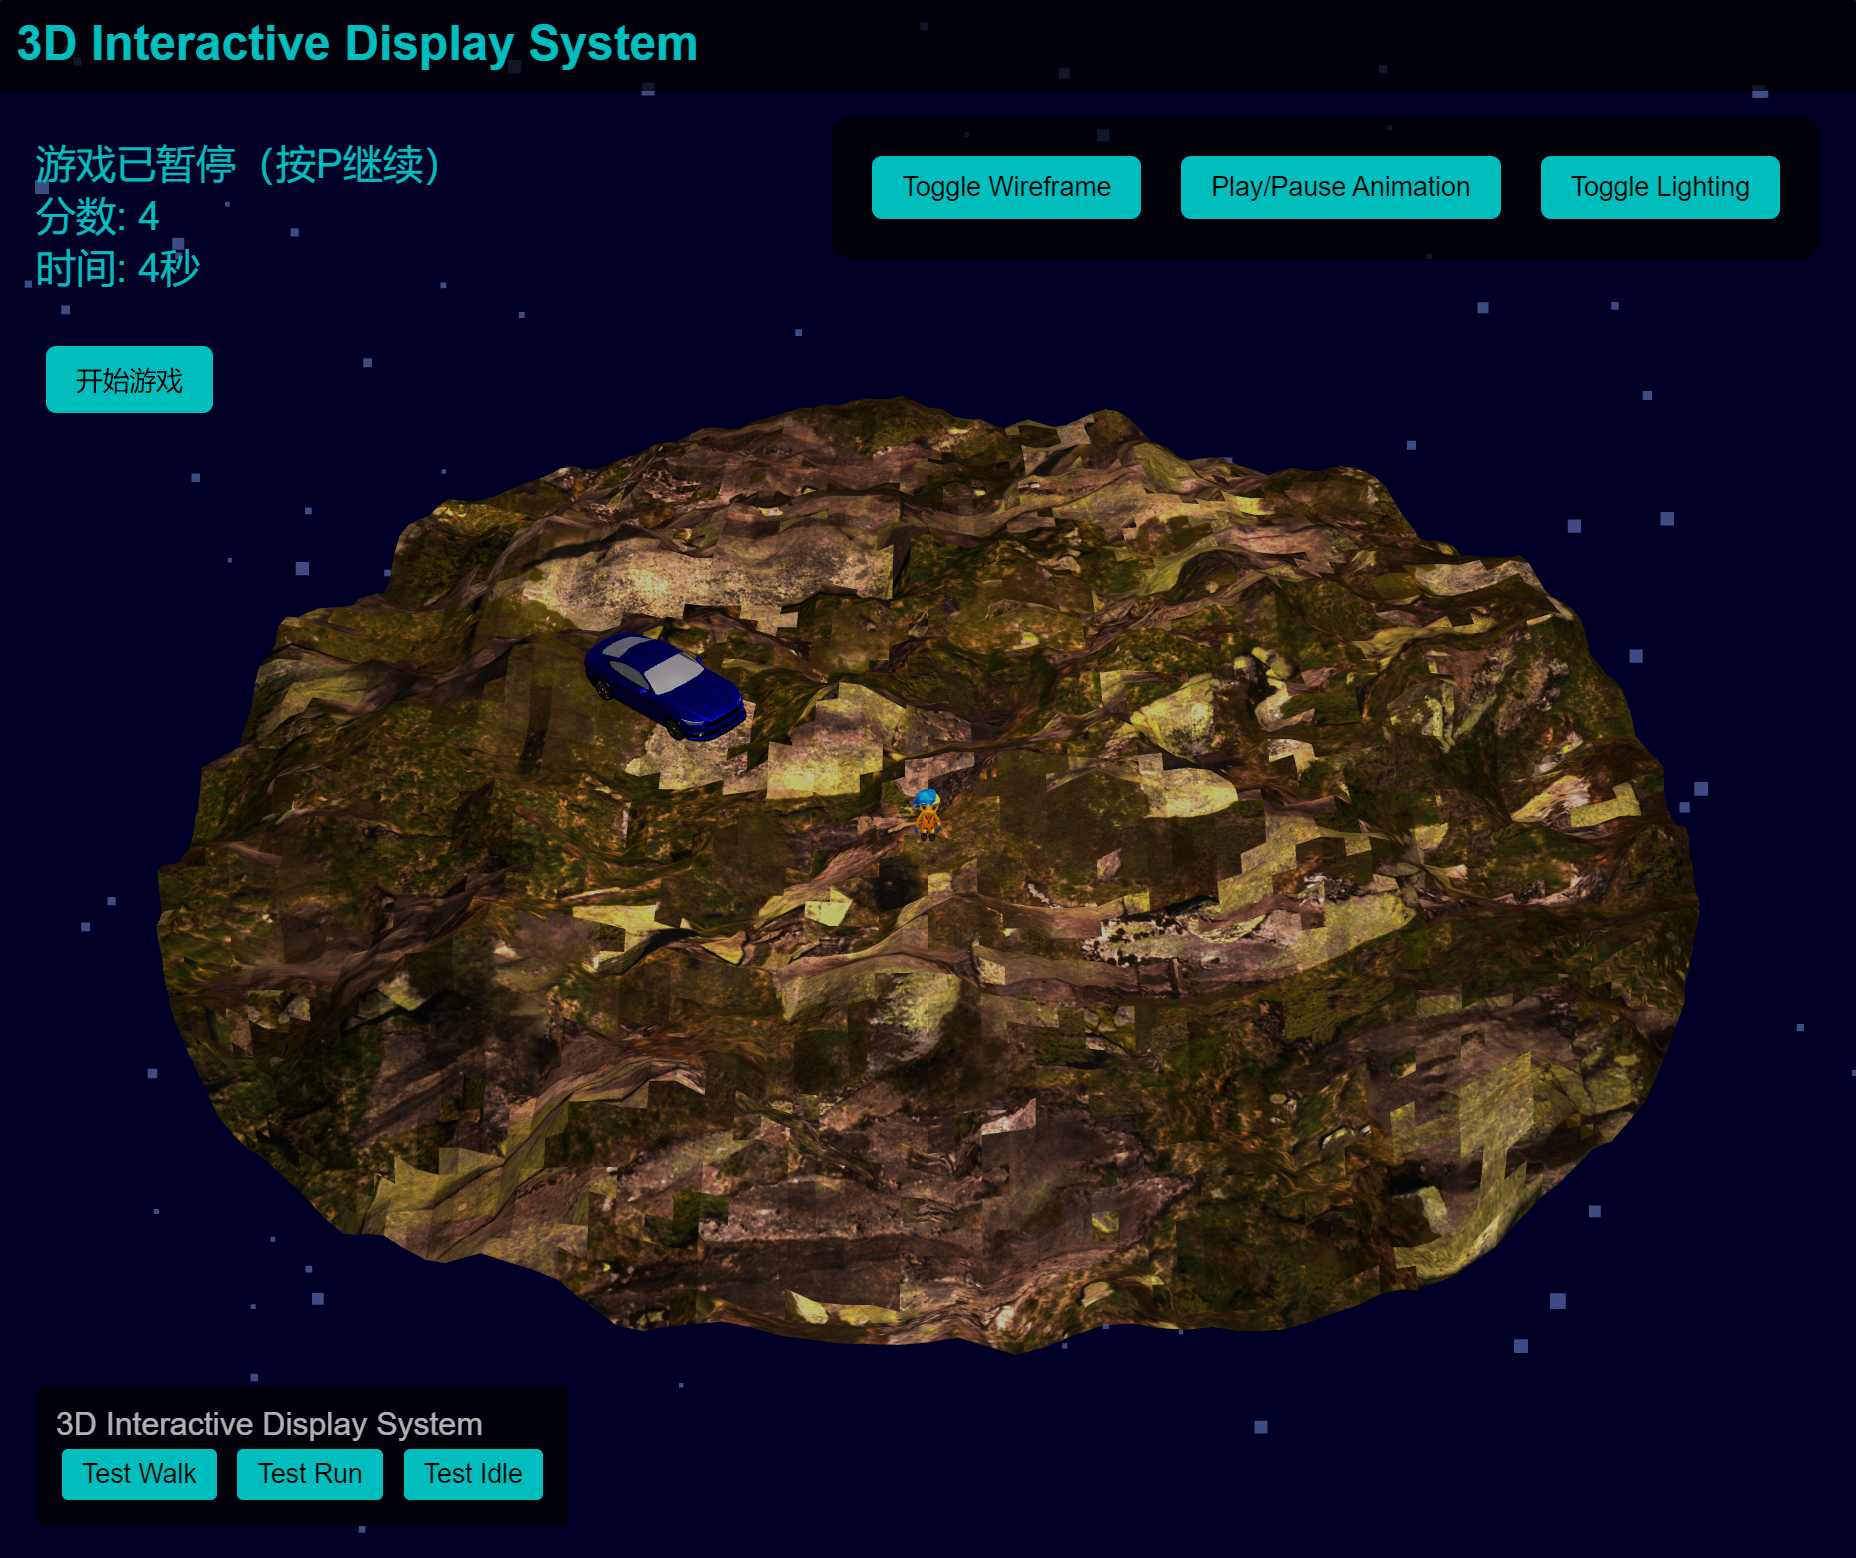 3D Interactive Display System
游戏已暂停（按P继续）
分数: 4
时间: 4秒
Toggle Wireframe
Play/Pause Animation
Toggle Lighting
开始游戏
3D Interactive Display System
Test Walk
Test Run
Test Idle